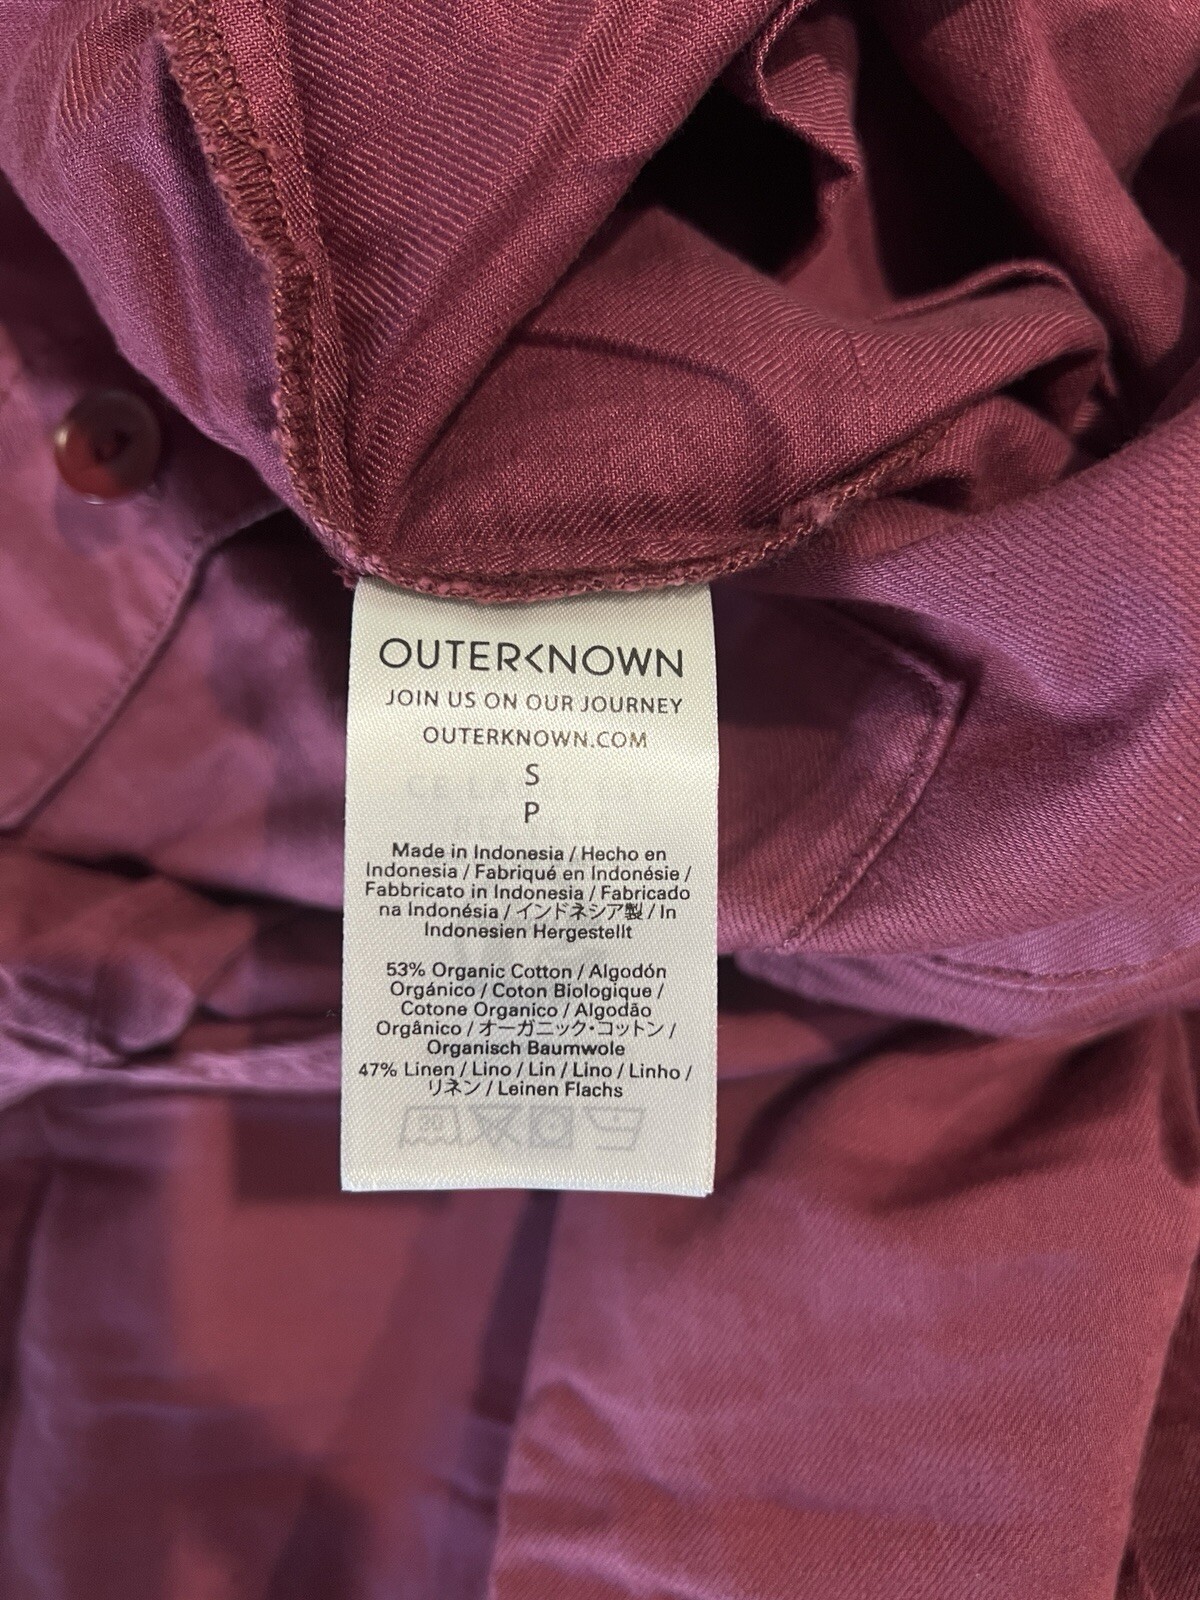 OUTERKNOWN
JOIN US ON OUR JOURNEY
OUTERKNOWN.COM
S
P
Made in Indonesia / Hecho en
Indonesia / Fabriqué en Indonésie /
Fabbricato in Indonesia / Fabricado
na Indonésia / インドネシア製 / In
Indonesien Hergestellt
53% Organic Cotton / Algodón
Orgánico / Coton Biologique /
Cotone Organico / Algodão
Orgânico / オーガニック・コットン /
Organisch Baumwole
47% Linen / Lino / Lin / Lino / Linho /
リネン / Leinen Flachs